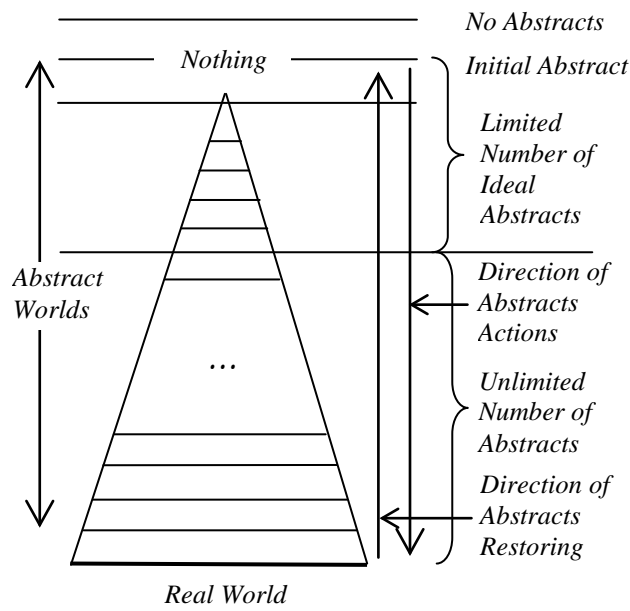 No Abstracts
Nothing
Initial Abstract
Limited
Number of
Ideal
Abstracts
Abstract
Worlds
Direction of
Abstracts
Actions
...
Unlimited
Number of
Abstracts
Direction of
Abstracts
Restoring
Real World